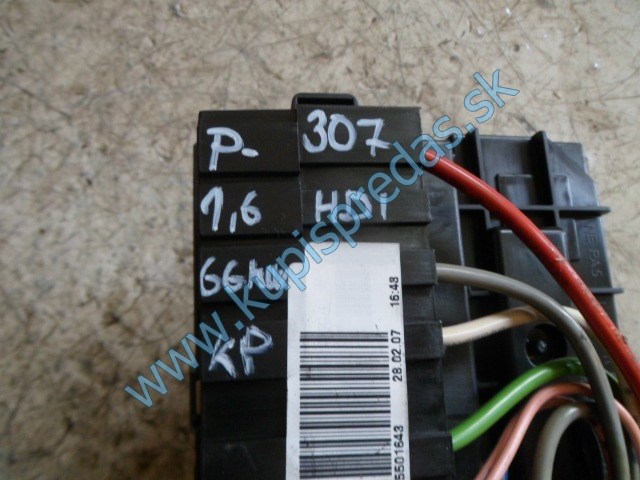 P- 307
1,6 HDI
66kW
KP
28.02.07 16:48
5501643
www.kupispredas.sk